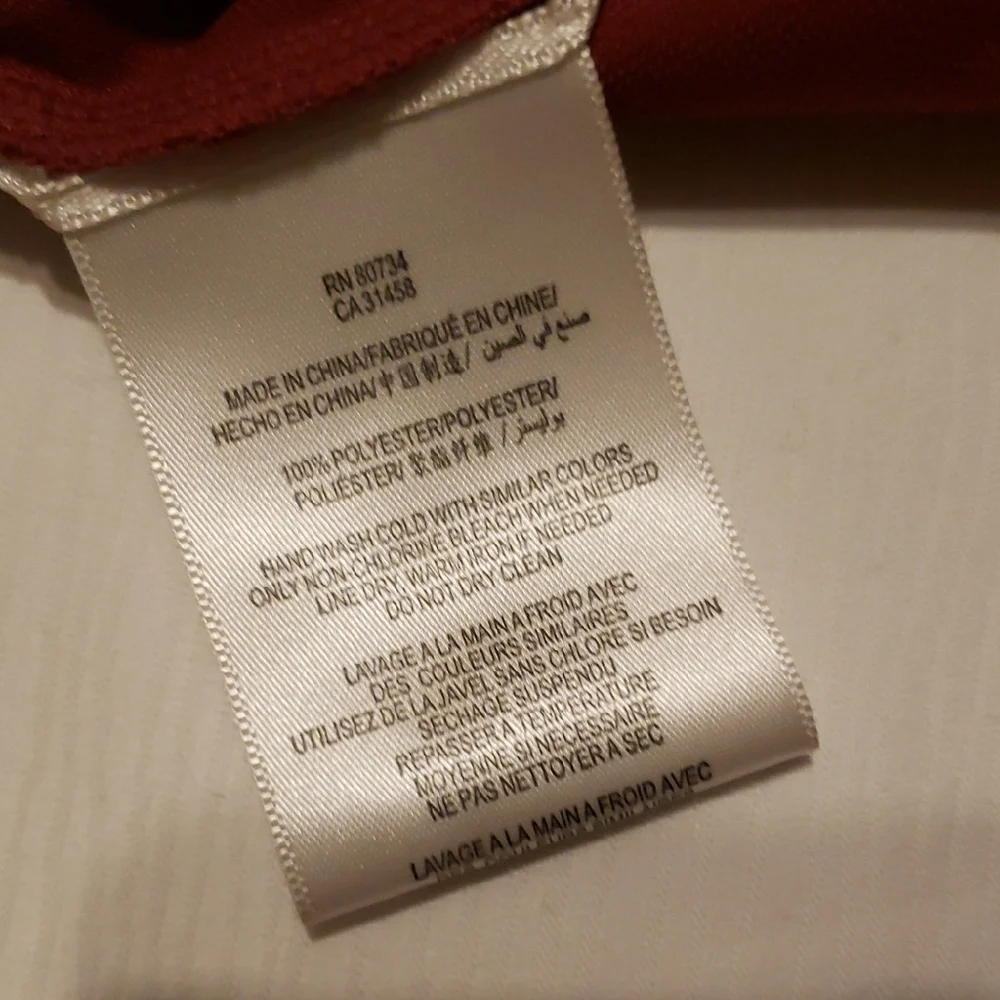 RN 80734
CA 31458
MADE IN CHINA/FABRIQUÉ EN CHINE/
HECHO EN CHINA/中国制造/ صنع في الصين
100% POLYESTER/POLYESTER/
POLIÉSTER/聚酯纤维 / بوليستر/
HAND WASH COLD WITH SIMILAR COLORS
ONLY NON-CHLORINE BLEACH WHEN NEEDED
LINE DRY, WARM IRON IF NEEDED
DO NOT DRY CLEAN
LAVAGE A LA MAIN A FROID AVEC
DES COULEURS SIMILAIRES
UTILISEZ DE LA JAVEL SANS CHLORE SI BESOIN
SÉCHAGE SUSPENDU
REPASSER A TEMPERATURE
MOYENNE SI NECESSAIRE
NE PAS NETTOYER A SEC
LAVAGE A LA MAIN A FROID AVEC